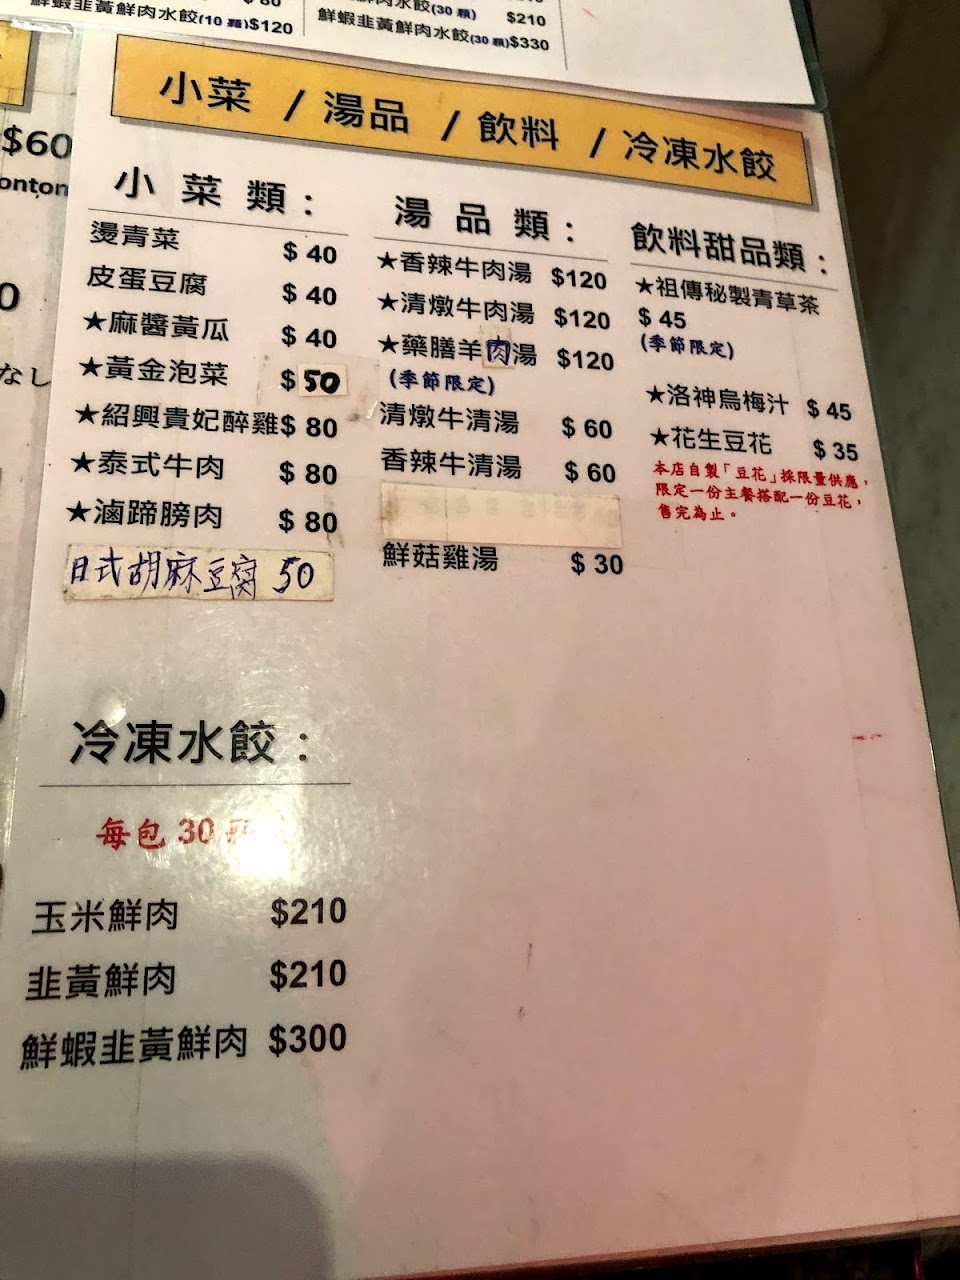 鮮蝦韭黃鮮肉水餃(10 顆)$120
水餃(30 顆) $210
鮮蝦韭黃鮮肉水餃(30 顆)$330
$60
なし
小菜 / 湯品 / 飲料 / 冷凍水餃
小 菜 類：
燙青菜 $ 40
皮蛋豆腐 $ 40
★麻醬黃瓜 $ 40
★黃金泡菜 $ 50
★紹興貴妃醉雞$ 80
★泰式牛肉 $ 80
★滷蹄膀肉 $ 80
日式胡麻豆腐 50
湯 品 類：
★香辣牛肉湯 $120
★清燉牛肉湯 $120
★藥膳羊肉湯 $120
(季節限定)
清燉牛清湯 $ 60
香辣牛清湯 $ 60
鮮菇雞湯 $ 30
飲料甜品類：
★祖傳秘製青草茶
$ 45
(季節限定)
★洛神烏梅汁 $ 45
★花生豆花 $ 35
本店自製「豆花」採限量供應，
限定一份主餐搭配一份豆花，
售完為止。
冷凍水餃：
每包 30
玉米鮮肉 $210
韭黃鮮肉 $210
鮮蝦韭黃鮮肉 $300